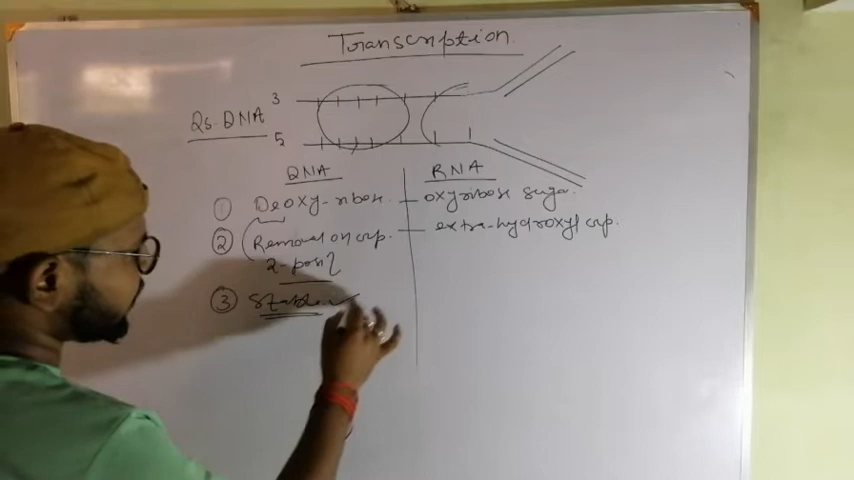 Transcription.
3
2s. DNA
5
DNA RNA
① Deoxy-ribose. oxyribose suga.
② Removal on grp. extra-hydroxyl grp.
2-posi
③ Stable